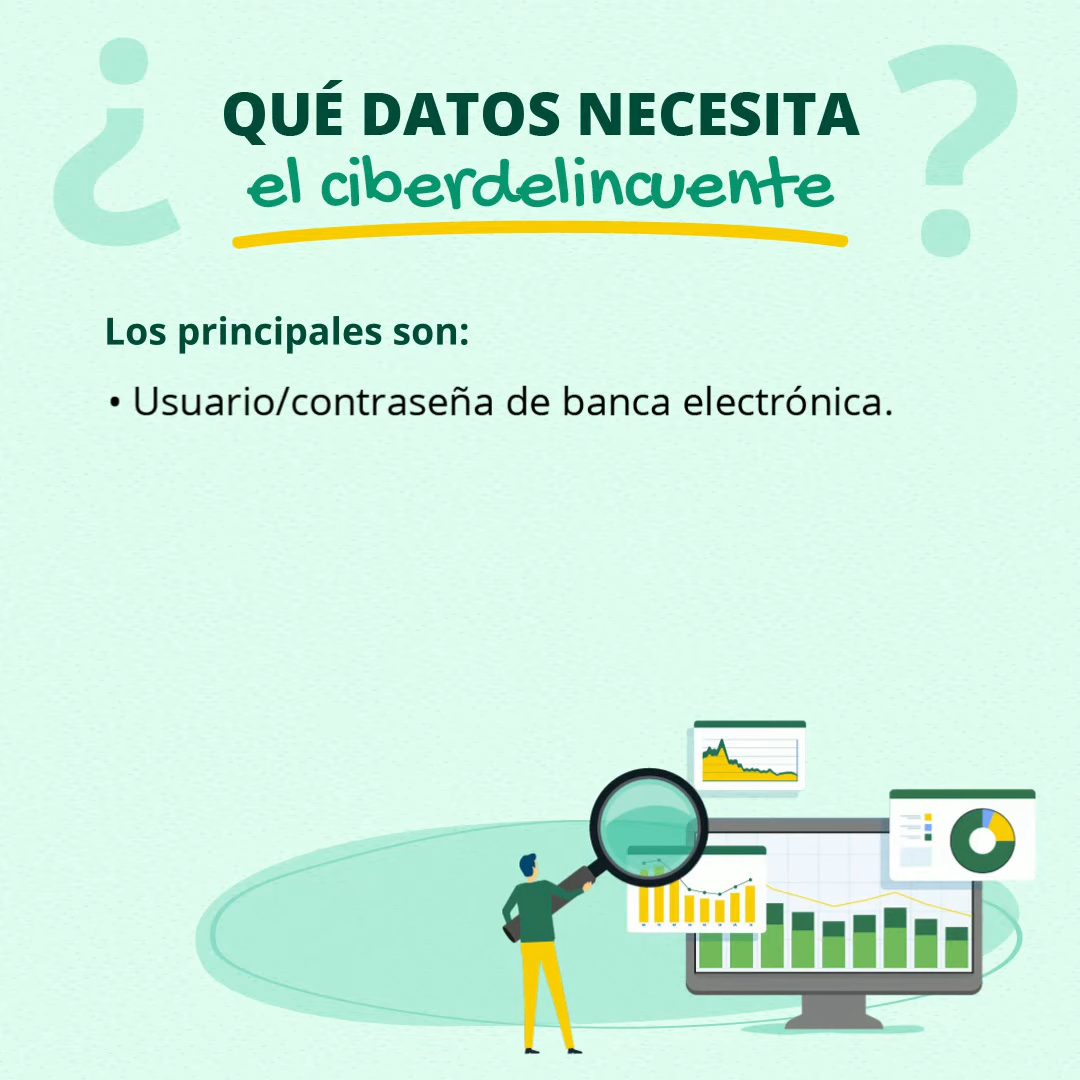 ¿ QUÉ DATOS NECESITA ?
el ciberdelincuente
Los principales son:
• Usuario/contraseña de banca electrónica.